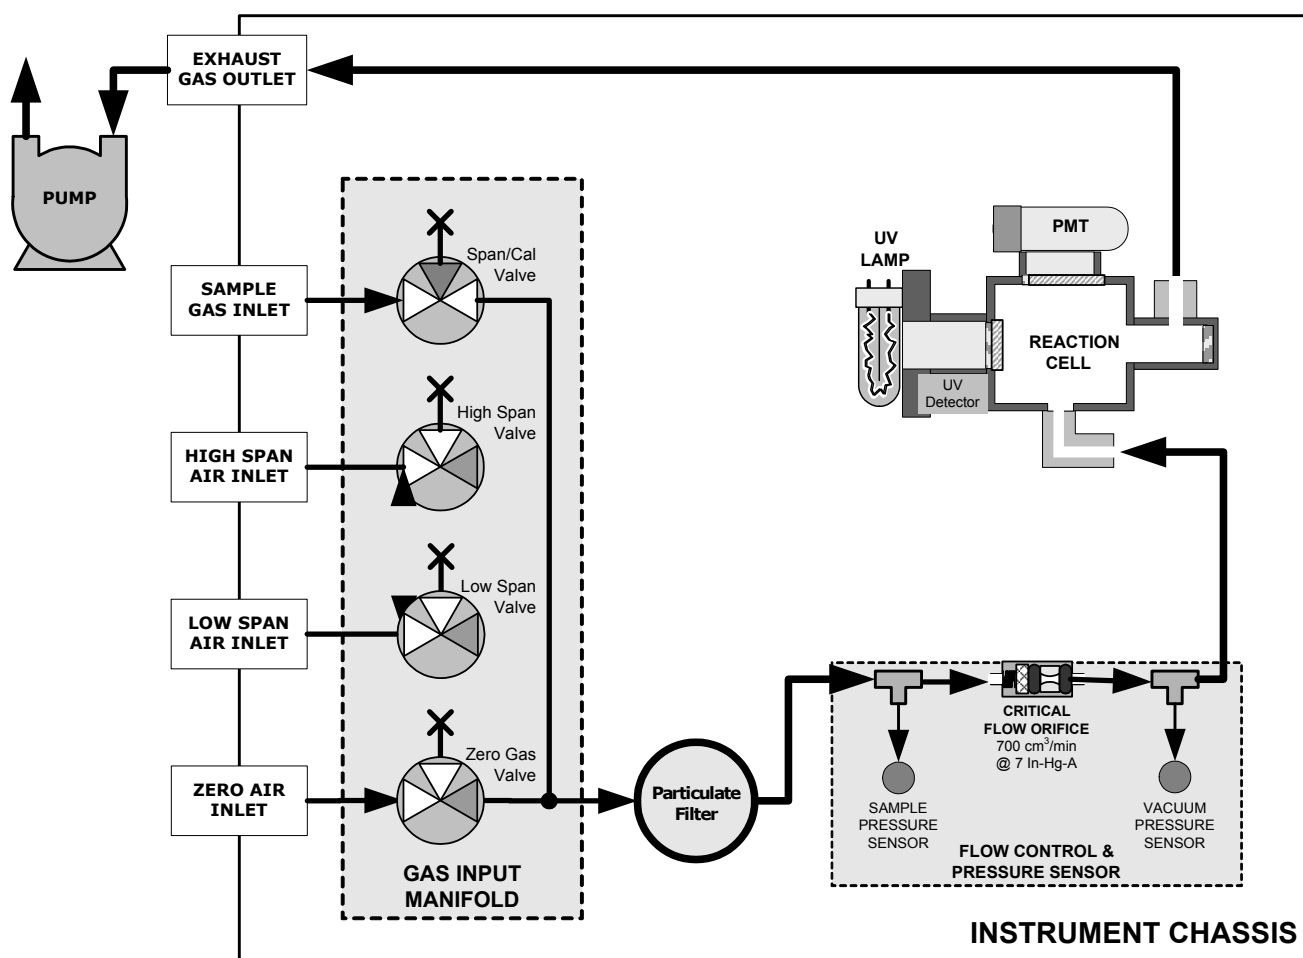 EXHAUST
GAS OUTLET
PUMP
SAMPLE
GAS INLET
Span/Cal
Valve
HIGH SPAN
AIR INLET
High Span
Valve
LOW SPAN
AIR INLET
Low Span
Valve
ZERO AIR
INLET
Zero Gas
Valve
GAS INPUT
MANIFOLD
Particulate
Filter
UV
LAMP
PMT
REACTION
CELL
UV
Detector
CRITICAL
FLOW ORIFICE
700 cm³/min
@ 7 In-Hg-A
SAMPLE
PRESSURE
SENSOR
VACUUM
PRESSURE
SENSOR
FLOW CONTROL &
PRESSURE SENSOR
INSTRUMENT CHASSIS